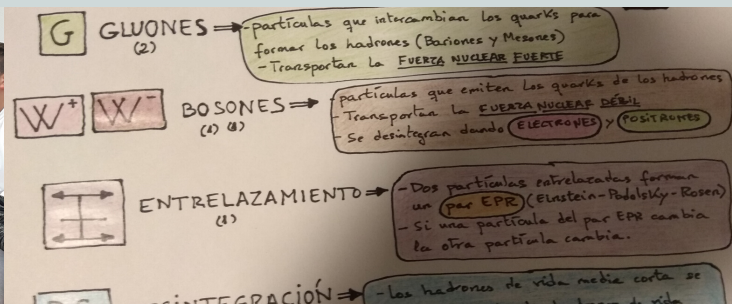 G GLUONES ⇒ - partículas que intercambian los quarks para
(2) formar los hadrones (Bariones y Mesones)
- Transportan la FUERZA NUCLEAR FUERTE
W+ W- BOSONES ⇒ - partículas que emiten los quarks de los hadrones
(1) (1) - Transportan la FUERZA NUCLEAR DÉBIL
- Se desintegran dando ELECTRONES y POSITRONES
ENTRELAZAMIENTO ⇒ - Dos partículas entrelazadas forman
(1) un par EPR (Einstein-Podolsky-Rosen)
- Si una partícula del par EPR cambia
la otra partícula cambia.
SINTEGRACIÓN ⇒ - Los hadrones de vida media corta se